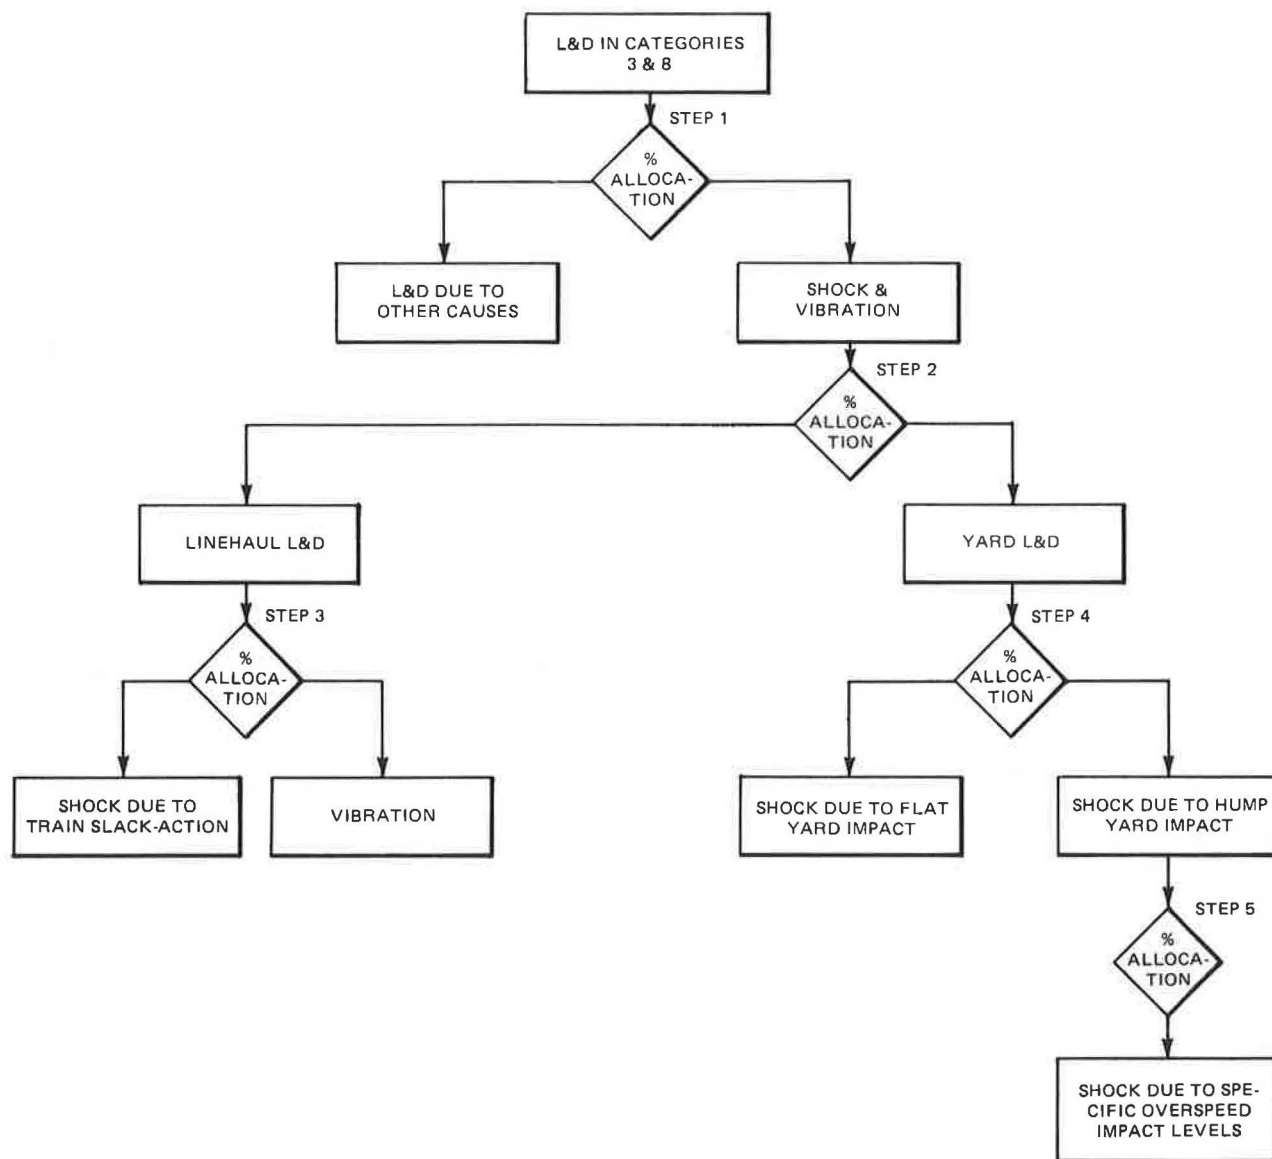 L&D IN CATEGORIES
3 & 8
STEP 1
%
ALLOCA-
TION
L&D DUE TO
OTHER CAUSES
SHOCK &
VIBRATION
STEP 2
%
ALLOCA-
TION
LINEHAUL L&D
YARD L&D
STEP 3
%
ALLOCA-
TION
STEP 4
%
ALLOCA-
TION
SHOCK DUE TO
TRAIN SLACK-ACTION
VIBRATION
SHOCK DUE TO FLAT
YARD IMPACT
SHOCK DUE TO HUMP
YARD IMPACT
STEP 5
%
ALLOCA-
TION
SHOCK DUE TO SPE-
CIFIC OVERSPEED
IMPACT LEVELS